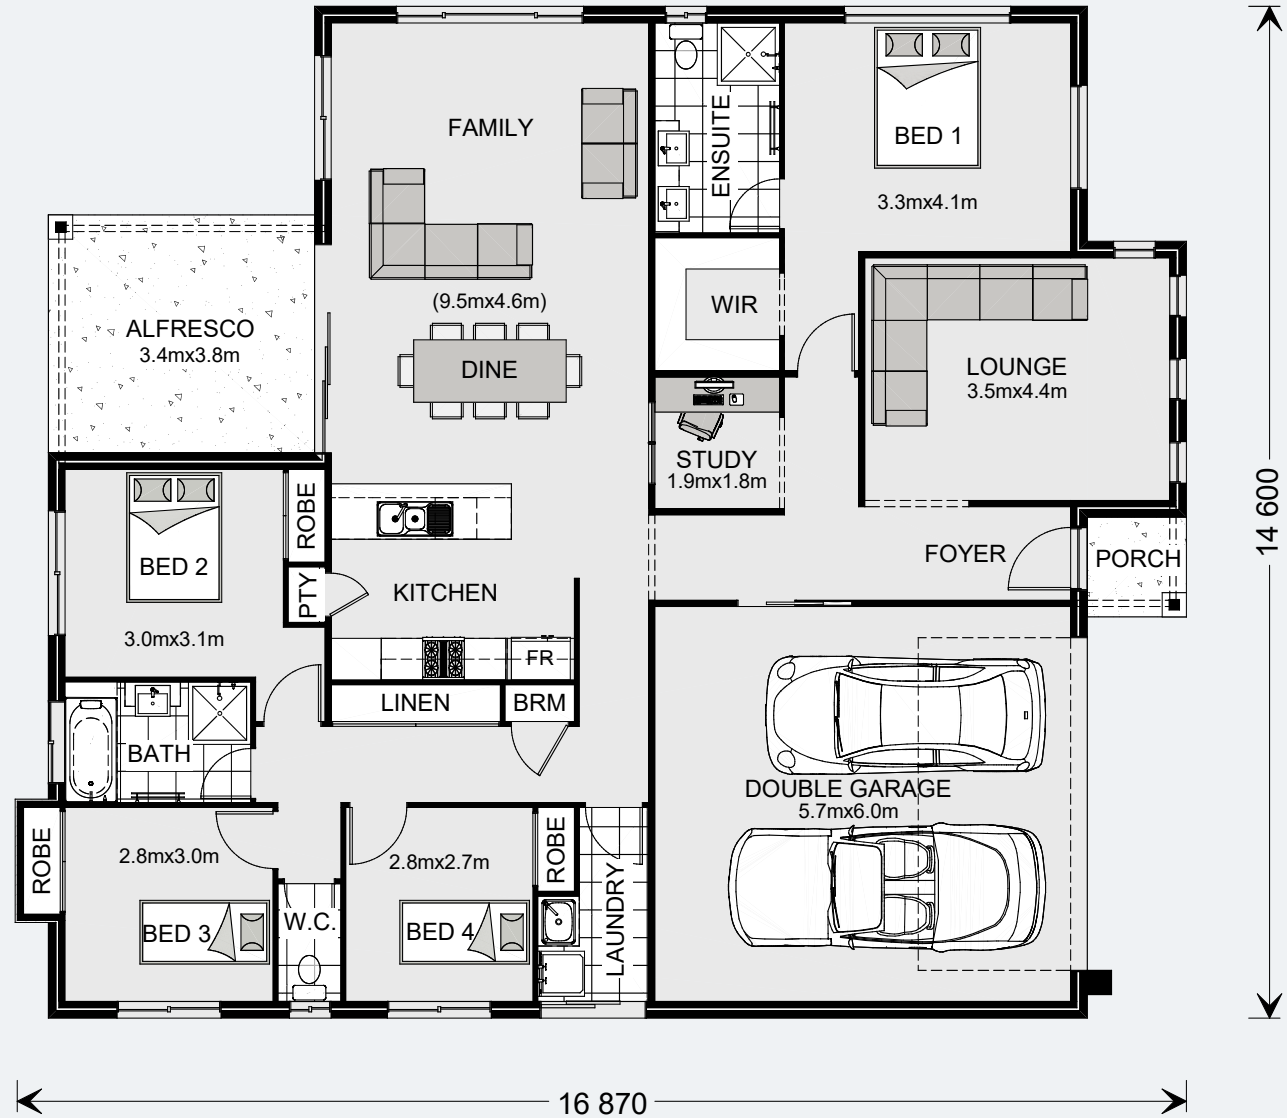 FAMILY
ENSUITE
BED 1
3.3mx4.1m
(9.5mx4.6m)
WIR
ALFRESCO
3.4mx3.8m
DINE
LOUNGE
3.5mx4.4m
STUDY
1.9mx1.8m
ROBE
BED 2
PTY
KITCHEN
FOYER
PORCH
3.0mx3.1m
FR
LINEN
BRM
BATH
DOUBLE GARAGE
5.7mx6.0m
ROBE
2.8mx3.0m
2.8mx2.7m
ROBE
LAUNDRY
BED 3
W.C.
BED 4
14 600
16 870